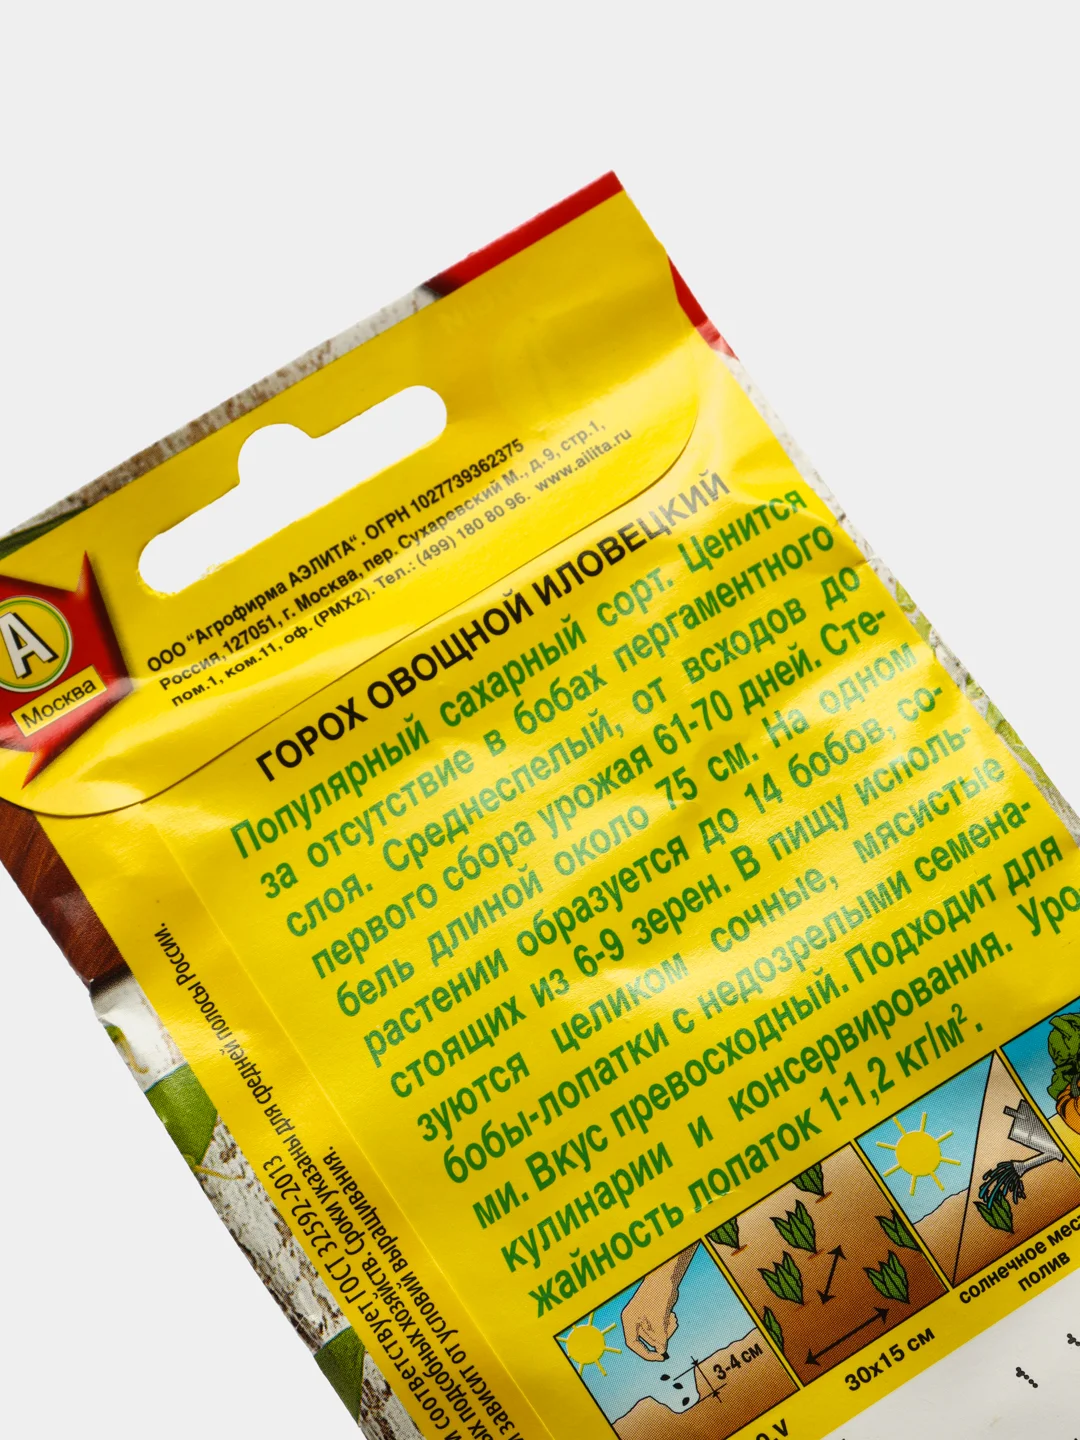 ООО "Агрофирма АЭЛИТА". ОГРН 1027739362375
Россия,127051, г. Москва, пер. Сухаревский М., д.9, стр.1,
пом.1, ком.11, оф. (РМХ2). Тел.: (499) 180 80 96. www.ailita.ru
А
Москва
ГОРОХ ОВОЩНОЙ ИЛОВЕЦКИЙ
Популярный сахарный сорт. Ценится
за отсутствие в бобах пергаментного
слоя. Среднеспелый, от всходов до
первого сбора урожая 61-70 дней. Сте-
бель длиной около 75 см. На одном
растении образуется до 14 бобов, со-
стоящих из 6-9 зерен. В пищу исполь-
зуются целиком сочные, мясистые
бобы-лопатки с недозрелыми семена-
ми. Вкус превосходный. Подходит для
кулинарии и консервирования. Уро
жайность лопаток 1-1,2 кг/м².
3-4 см
30x15 см
солнечное мес
полив
соответствует ГОСТ 32592-2013
подсобных хозяйств. Сроки указаны для средней полосы России.
зависит от условий выращивания.